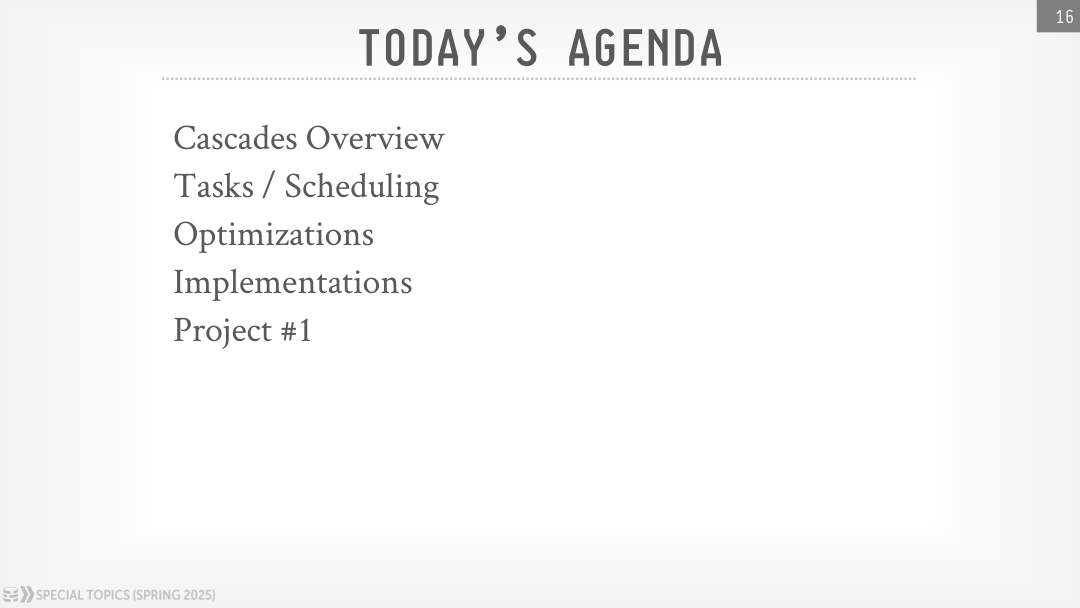 16
TODAY'S AGENDA
Cascades Overview
Tasks / Scheduling
Optimizations
Implementations
Project #1
SPECIAL TOPICS (SPRING 2025)